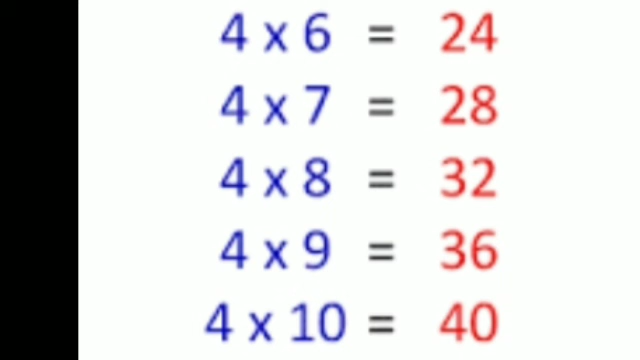 4 x 6 = 24
4 x 7 = 28
4 x 8 = 32
4 x 9 = 36
4 x 10 = 40